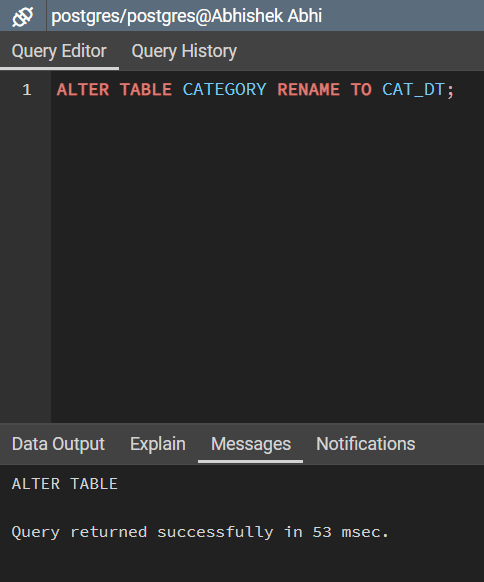 postgres/postgres@Abhishek Abhi
Query Editor Query History
1 ALTER TABLE CATEGORY RENAME TO CAT_DT;
Data Output Explain Messages Notifications
ALTER TABLE
Query returned successfully in 53 msec.